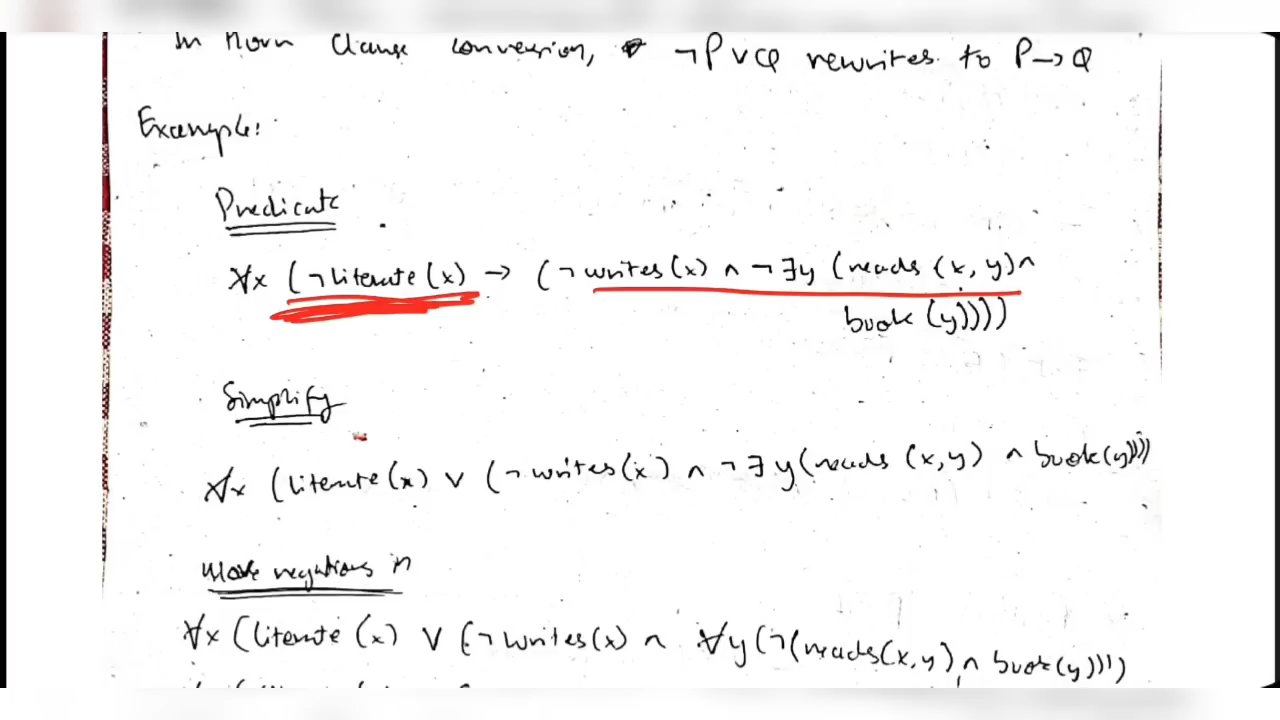 In Horn Clause conversion, ¬P∨Q rewrites to P→Q
Example:
Predicate
∀x (¬literate(x) → (¬writes(x) ∧ ¬∃y (reads (x, y) ∧
book (y))))
Simplify
∀x (literate(x) ∨ (¬writes(x) ∧ ¬∃y(reads (x,y) ∧ book(y))))
Move negations in
∀x (literate (x) ∨ (¬writes(x) ∧ ∀y(¬(reads(x,y) ∧ book(y))))